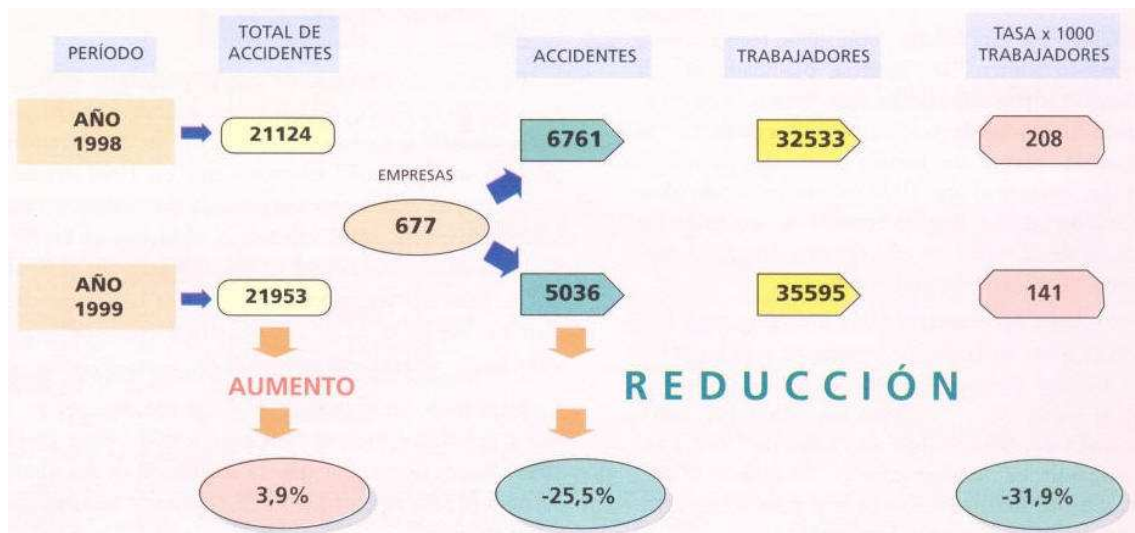 PERÍODO
TOTAL DE
ACCIDENTES
ACCIDENTES
TRABAJADORES
TASA x 1000
TRABAJADORES
AÑO
1998
21124
6761
32533
208
EMPRESAS
677
AÑO
1999
21953
5036
35595
141
AUMENTO
REDUCCIÓN
3,9%
-25,5%
-31,9%